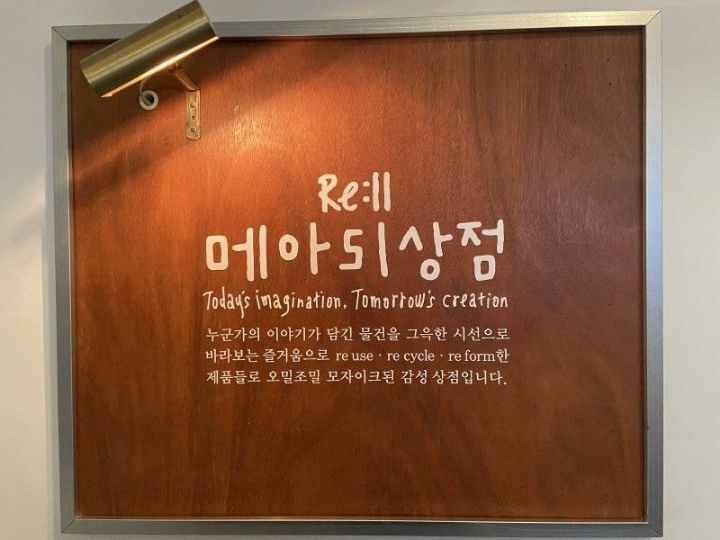 Re:ll
메아리상점
Today's imagination, Tomorrow's creation
누군가의 이야기가 담긴 물건을 그윽한 시선으로
바라보는 즐거움으로 re use · re cycle · re form한
제품들로 오밀조밀 모자이크된 감성 상점입니다.